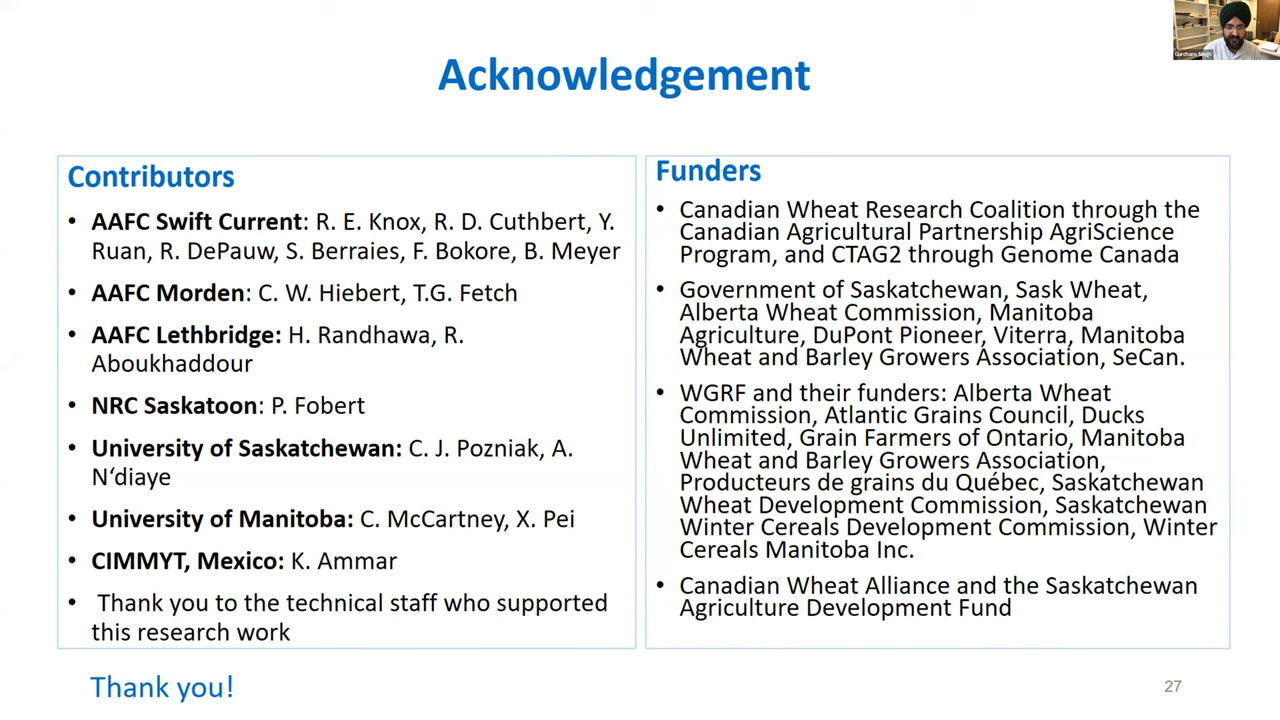 Gurcharn Singh
Acknowledgement
Contributors
• AAFC Swift Current: R. E. Knox, R. D. Cuthbert, Y.
Ruan, R. DePauw, S. Berraies, F. Bokore, B. Meyer
• AAFC Morden: C. W. Hiebert, T.G. Fetch
• AAFC Lethbridge: H. Randhawa, R.
Aboukhaddour
• NRC Saskatoon: P. Fobert
• University of Saskatchewan: C. J. Pozniak, A.
N‘diaye
• University of Manitoba: C. McCartney, X. Pei
• CIMMYT, Mexico: K. Ammar
• Thank you to the technical staff who supported
this research work
Funders
• Canadian Wheat Research Coalition through the
Canadian Agricultural Partnership AgriScience
Program, and CTAG2 through Genome Canada
• Government of Saskatchewan, Sask Wheat,
Alberta Wheat Commission, Manitoba
Agriculture, DuPont Pioneer, Viterra, Manitoba
Wheat and Barley Growers Association, SeCan.
• WGRF and their funders: Alberta Wheat
Commission, Atlantic Grains Council, Ducks
Unlimited, Grain Farmers of Ontario, Manitoba
Wheat and Barley Growers Association,
Producteurs de grains du Québec, Saskatchewan
Wheat Development Commission, Saskatchewan
Winter Cereals Development Commission, Winter
Cereals Manitoba Inc.
• Canadian Wheat Alliance and the Saskatchewan
Agriculture Development Fund
Thank you!
27